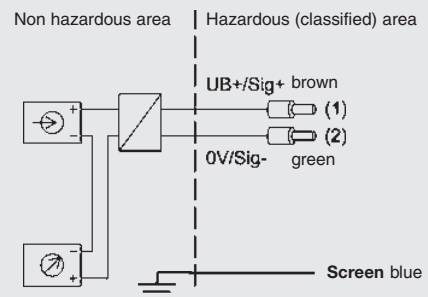 Non hazardous area
Hazardous (classified) area
UB+/Sig+ brown
+
(1)
-
(2)
0V/Sig- green
-
+
Screen blue